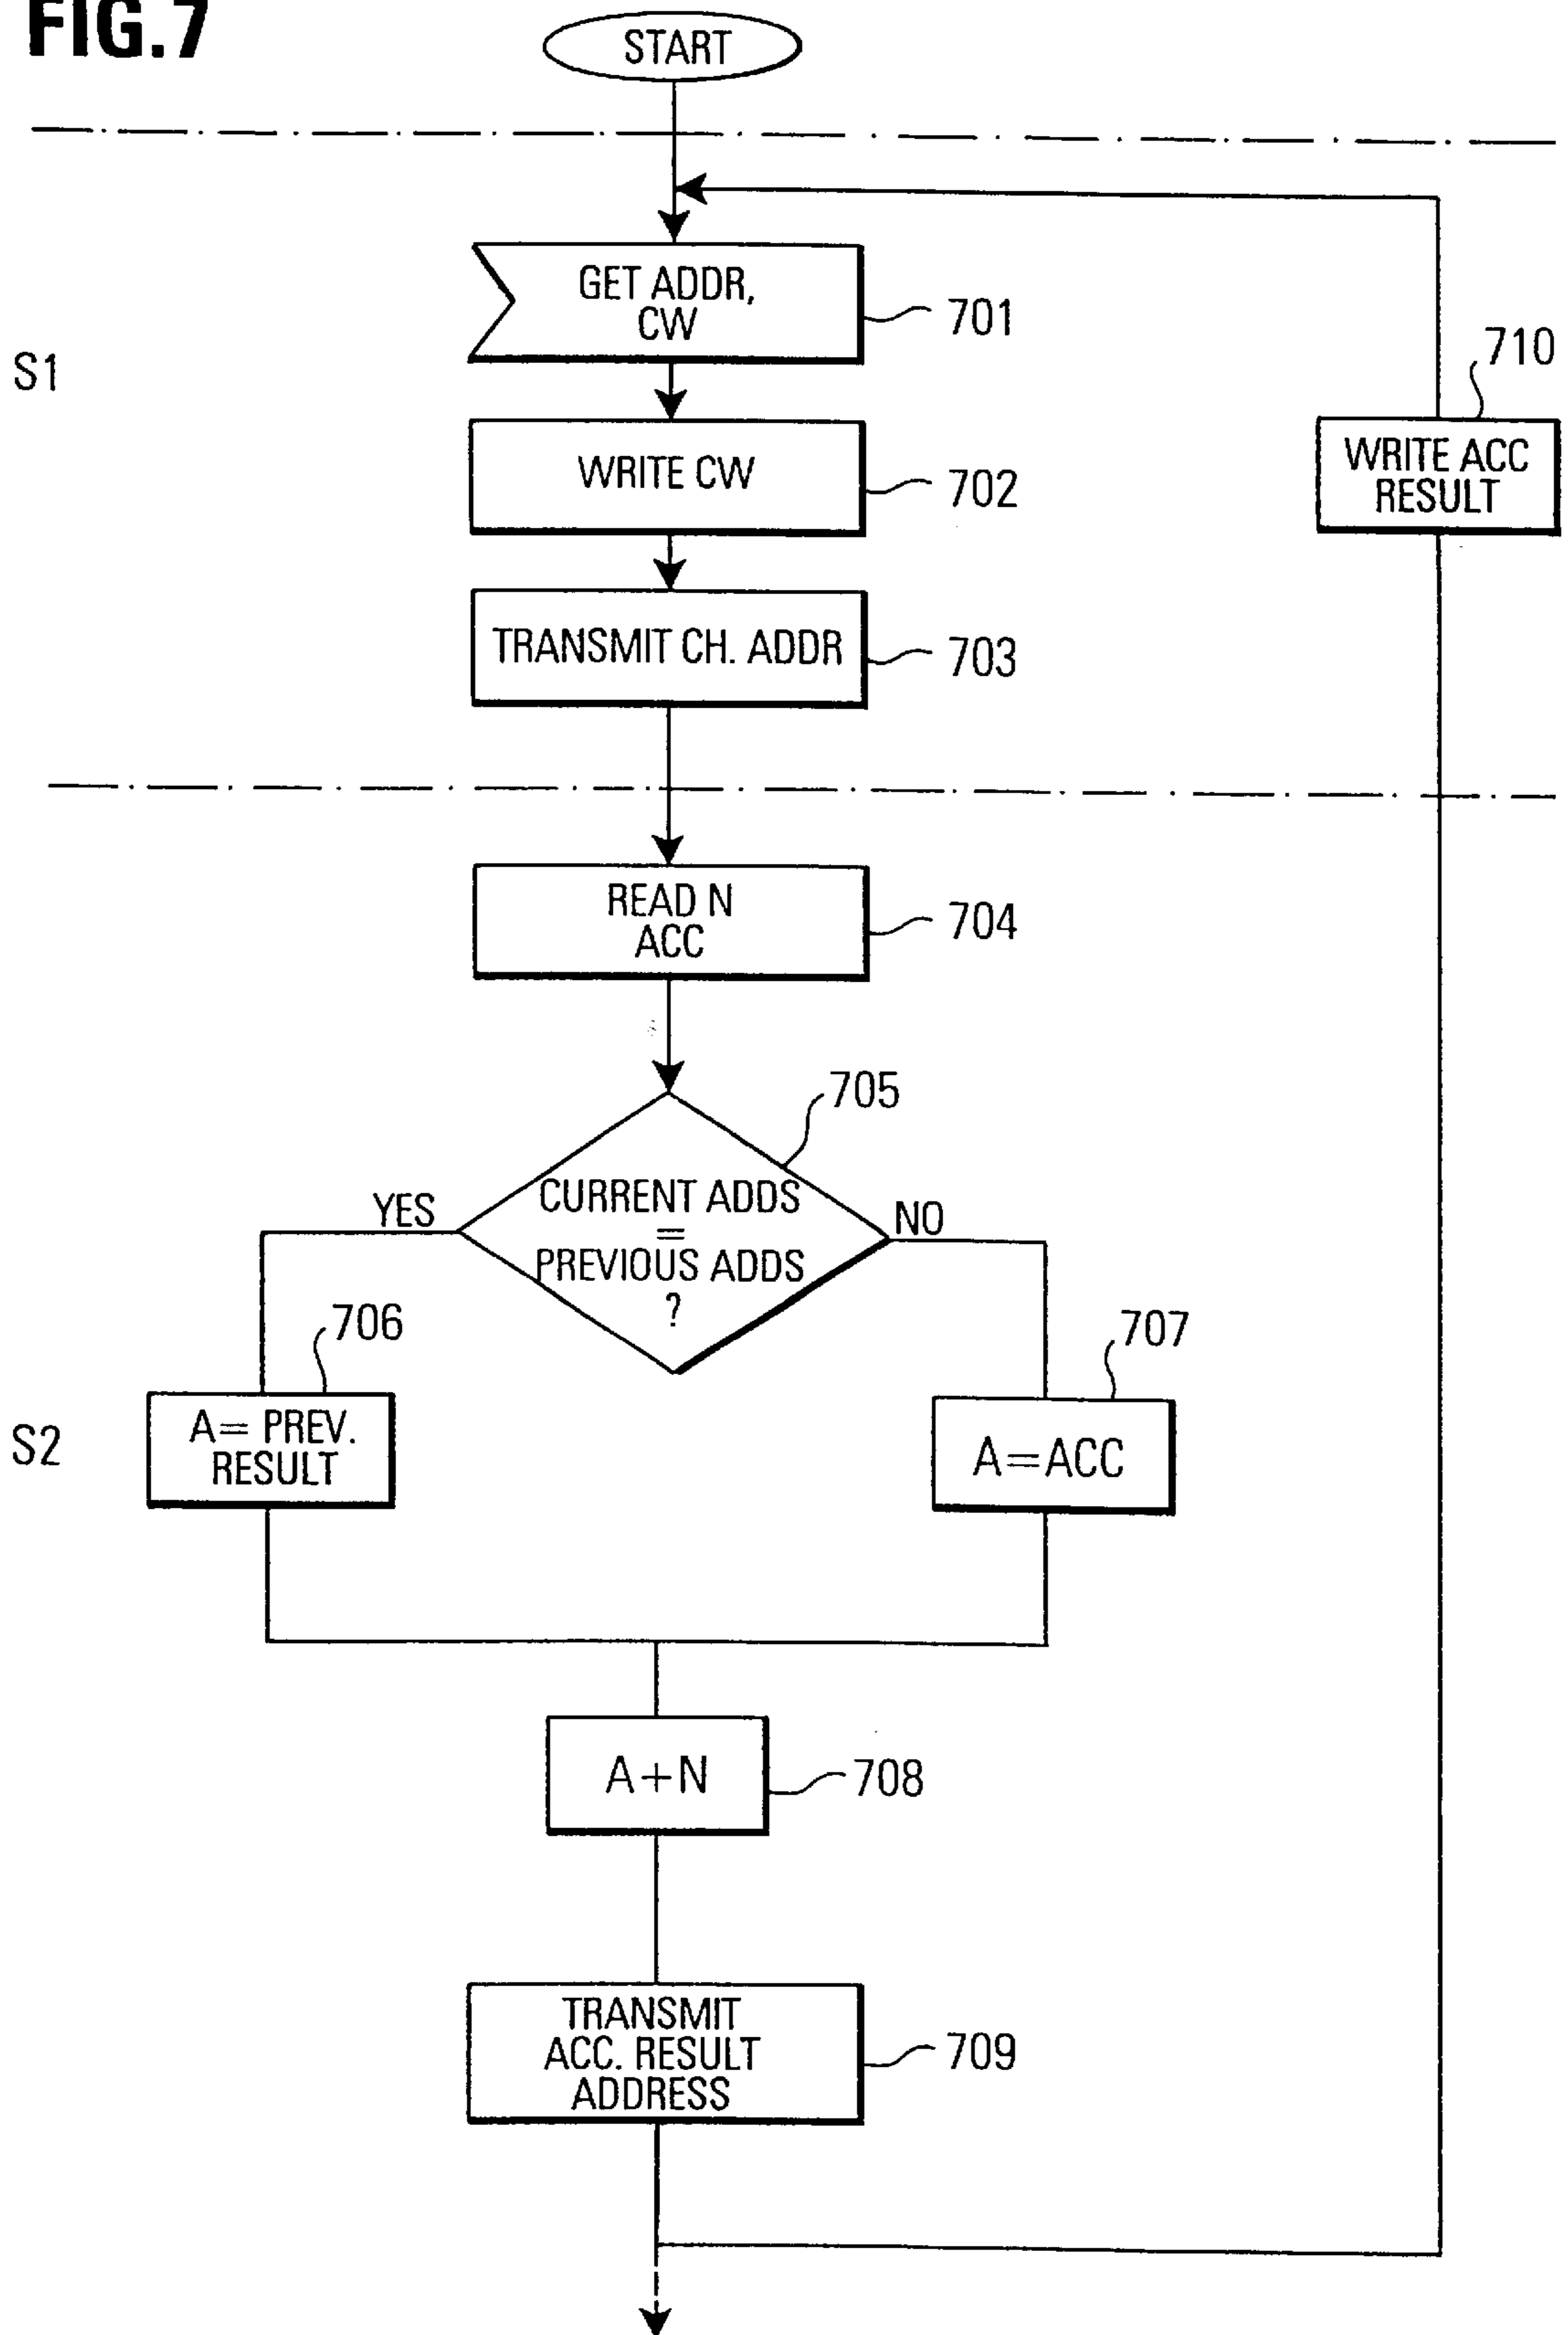 FIG.7
START
GET ADDR,
CW
701
S1
710
WRITE CW
702
WRITE ACC
RESULT
TRANSMIT CH. ADDR
703
READ N
ACC
704
705
CURRENT ADDS
=
PREVIOUS ADDS
?
YES
NO
706
707
S2
A= PREV.
RESULT
A=ACC
A+N
708
TRANSMIT
ACC. RESULT
ADDRESS
709